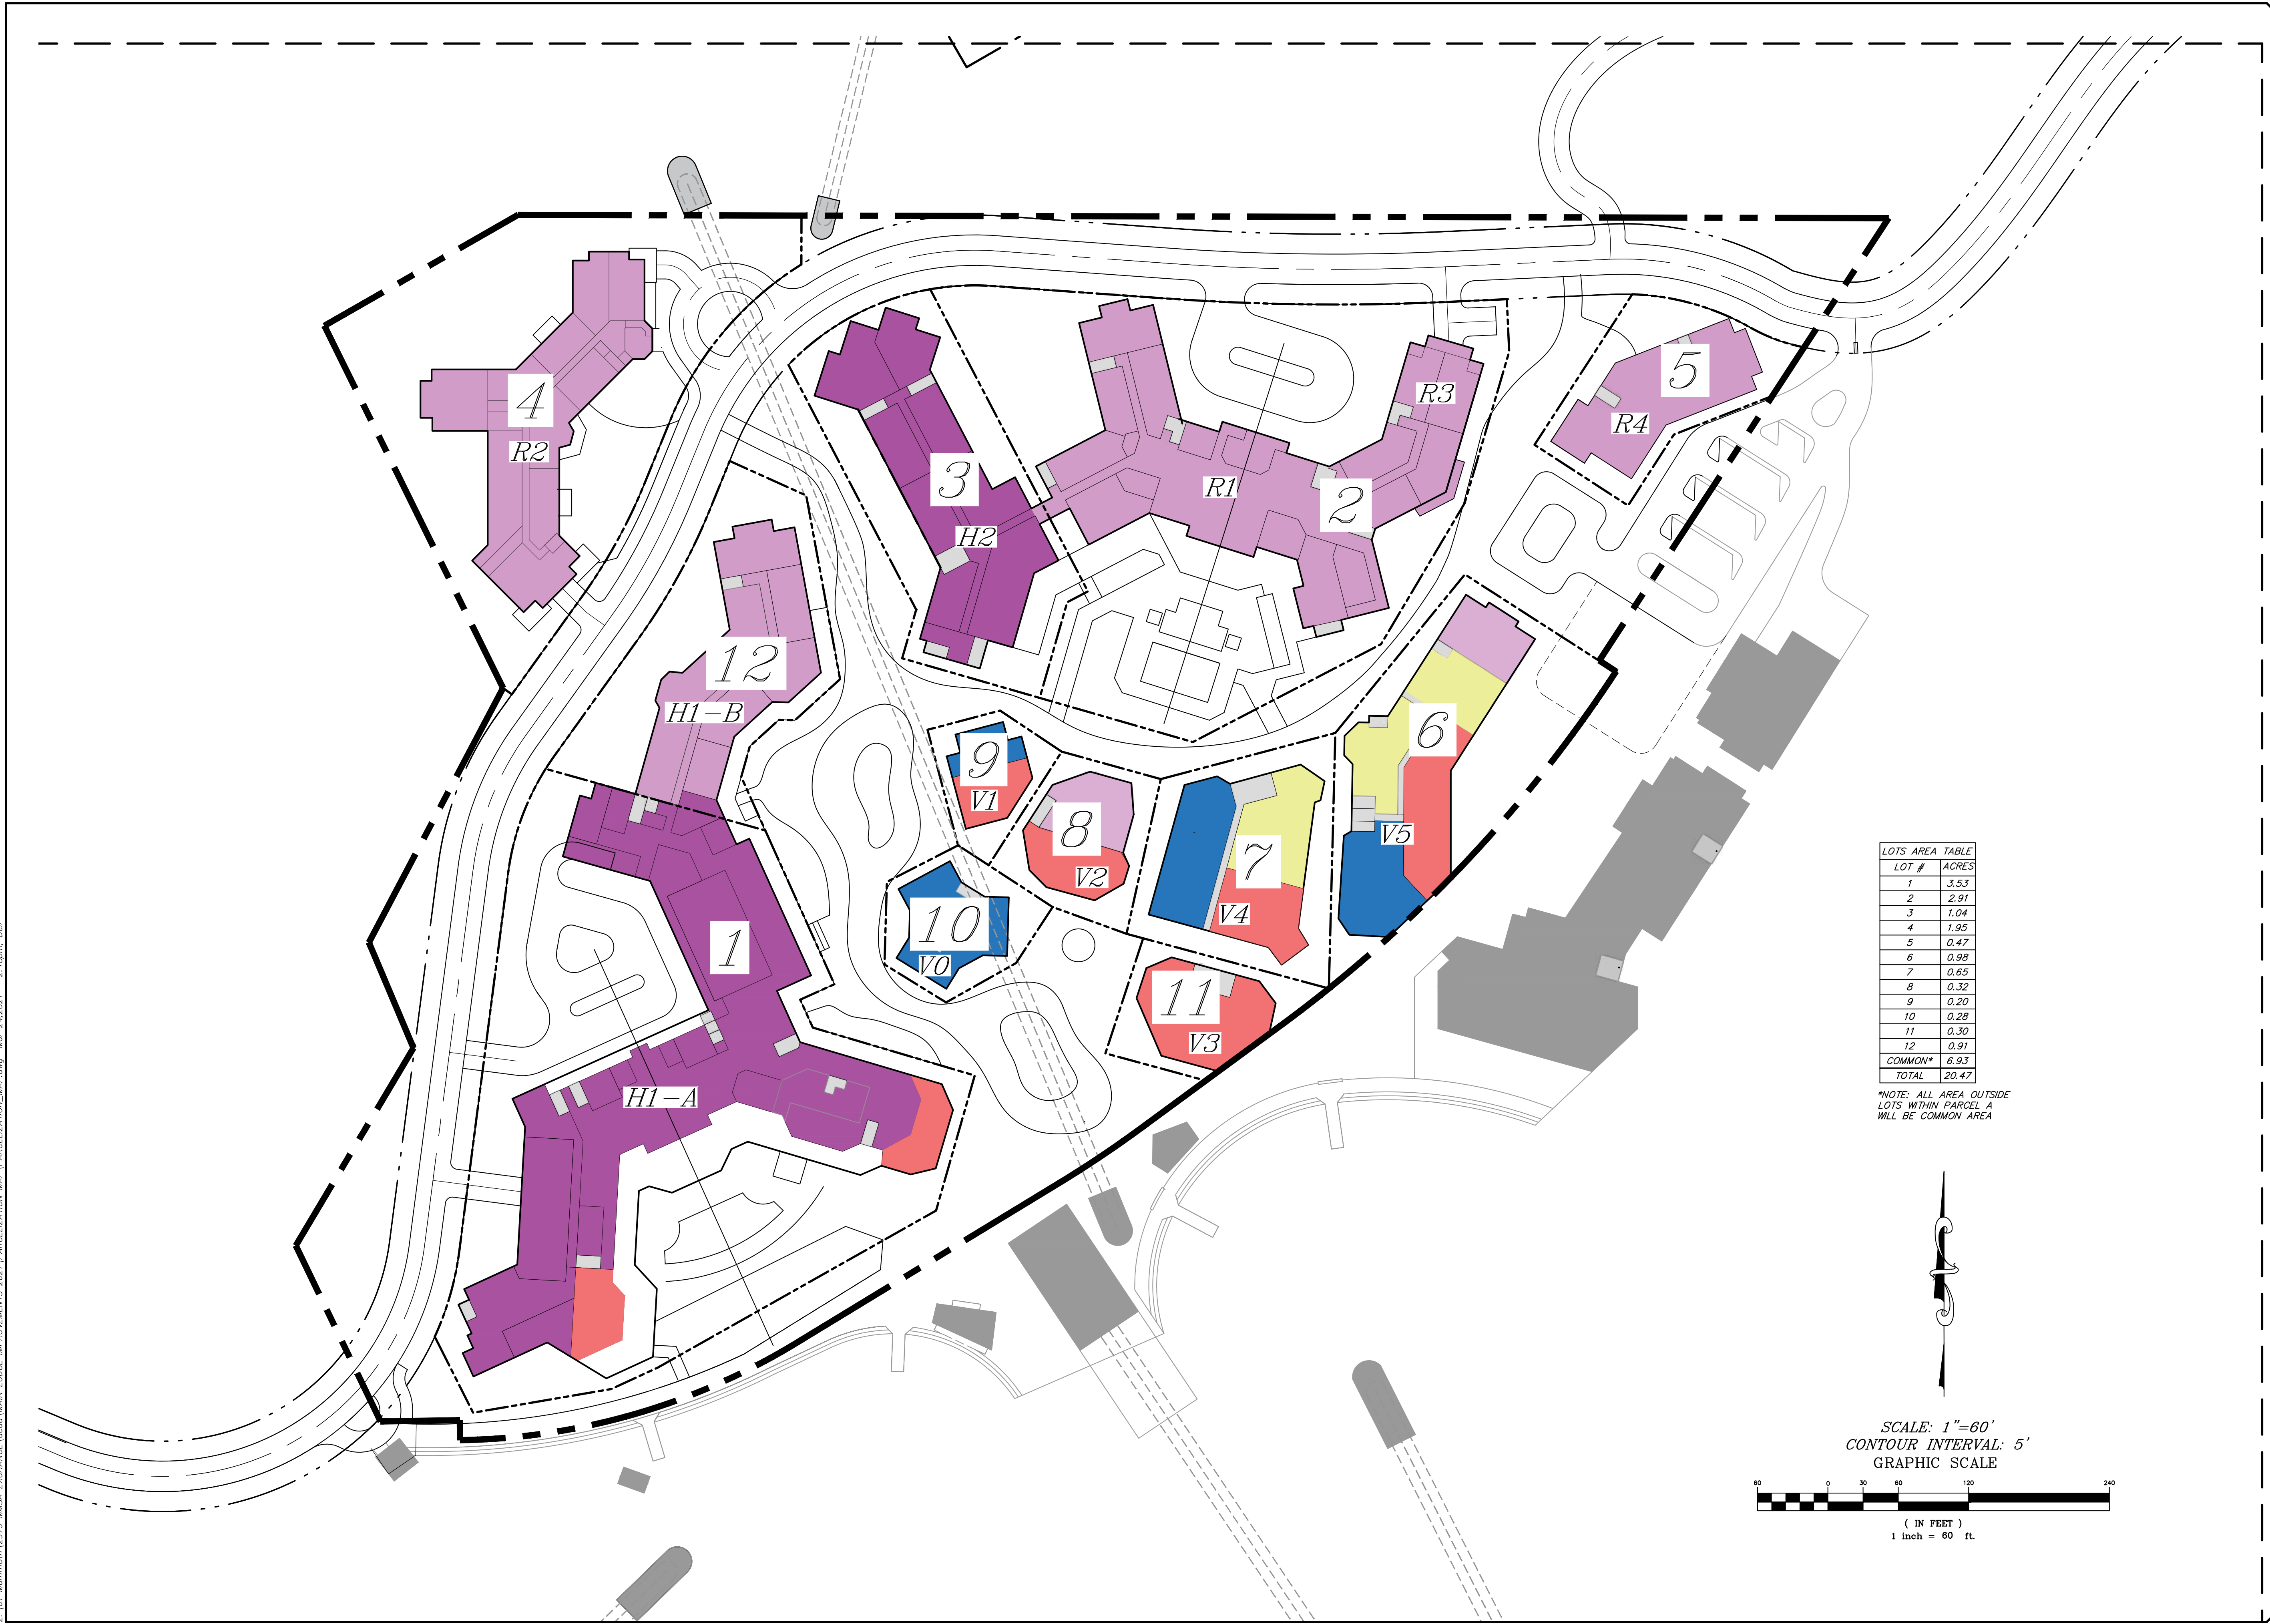 4
R2
3
H2
R1
2
R3
5
R4
12
H1-B
6
V5
9
V1
8
V2
7
V4
10
V0
11
V3
1
H1-A
LOTS AREA TABLE
LOT # ACRES
1 3.53
2 2.91
3 1.04
4 1.95
5 0.47
6 0.98
7 0.65
8 0.32
9 0.20
10 0.28
11 0.30
12 0.91
COMMON* 6.93
TOTAL 20.47
*NOTE: ALL AREA OUTSIDE
LOTS WITHIN PARCEL A
WILL BE COMMON AREA
SCALE: 1"=60'
CONTOUR INTERVAL: 5'
GRAPHIC SCALE
60 0 30 60 120 240
( IN FEET )
1 inch = 60 ft.